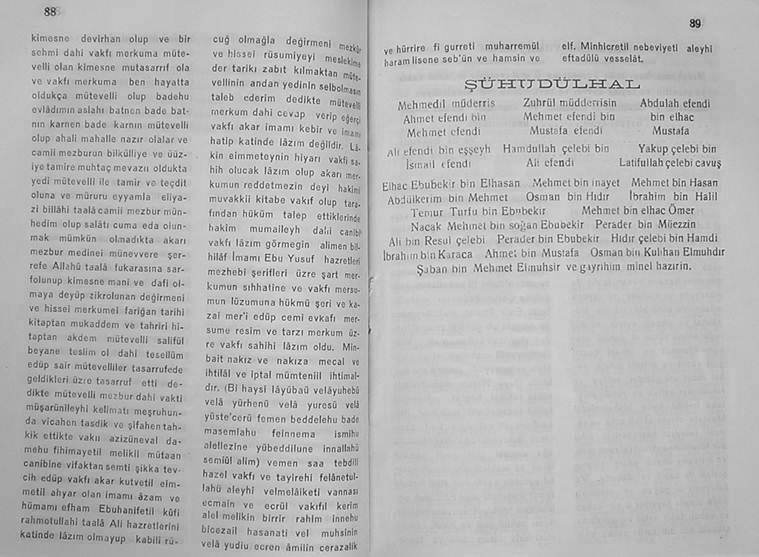 88
kimesne devirhan olup ve bir
sehmi dahi vakfı merkuma müte-
velli olan kimesne mutasarrıf ola
ve vakfı merkuma ben hayatta
oldukça mütevelli olup badehu
evlâdımın aslahı batnen bade bat-
nın karnen bade karnın mütevelli
olup ahali mahalle nazır olalar ve
camii mezburun bilkülliye ve üüz-
iye tamire muhtaç mevazıı oldukta
yedi mütevelli ile tamir ve teçdit
oluna ve müruru eyyamla eliya-
zi billâhi taalâ camii mezbur mün-
hedim olup salâtı cuma eda olun-
mak mümkün olmadıkta akarı
mezbur medinei münevvere şer-
refe Allahü taalâ fukarasına sar-
folunup kimesne mani ve dafi ol-
maya deyüp zikrolunan değirmeni
ve hissei merkumei fariğan tarihi
kitaptan mukaddem ve tahriri hi-
taptan akdem mütevelli salifül
beyane teslim ol dahi tesellüm
edüp sair mütevelliler tasarrufede
geldikleri üzre tasarruf etti de-
dikte mütevelli mezbur dahi vakti
müşarünileyhi kelimatı meşruhun-
da vicahen tasdik ve şifahen tah-
kik ettikte vakıı azizüneval da-
mehu fihimayetil melikil mütaan
canibine vifaktan semti şikka tev-
cih edüp vakfı akar kutvetil eim-
metil ahyar olan imamı âzam ve
hümamı efham Ebuhanifetil kûfi
rahmetullahi taalâ Ali hazretlerini
katinde lâzım olmayup kabili rü-
cuğ olmağla değirmeni mezkûr
ve hissei rüsumiyeyi meslekime
der tarikı zabıt kılmaktan müte-
vellinin andan yedinin selbolmasın
taleb ederim dedikte mütevelli
merkum dahi cevap verip eğerçi
vakfı akar imamı kebir ve imamı
hatip katinde lâzım değildir. Lâ-
kin eimmeteynin hiyarı vakfı sa-
hih olucak lâzım olup akarı mer-
kumun reddetmezin deyi hakimi
muvakkii kitabe vakıf olup tara-
fından hüküm talep ettiklerinde
hakim mumaileyh dahi canibi
vakfı lâzım görmegin alimen bil-
hilâf imamı Ebu Yusuf hazretleri
mezhebi şerifleri üzre şart mer-
kumun sıhhatine ve vakfı mersu-
mun lüzumuna hükmü şeri ve ka-
zai mer'i edüp cemi evkafı mer-
sume resim ve tarzı merkum üz-
re vakfı sahihi lâzım oldu. Min-
bait nakız ve nakıza mecal ve
ihtilâl ve iptal mümteniil ihtimal-
dır. (Bi haysi lâyübaü velâyuhebü
velâ yürhenü velâ yuresü velâ
yüste'cerü femen beddelehu bade
masemiahu feinnema ismihu
alellezine yübeddilune innallahü
semiül alim) vemen saa tebdili
hazel vakfı ve tayirehi felânetul-
lahü aleyhi velmelâiketi vannası
ecmain ve ecrül vakıfil kerim
alel melikin birrir rahim innehu
bicezail hasanati vel muhsinin
velâ yudiu ecren âmilin cerazalik
89
ve hürrire fi gurreti muharremül
haram lisene seb'ün ve hamsin ve
elf. Minhicretil nebeviyeti aleyhi
eftadülü vesselât.
ŞÜHUDÜLHAL
Mehmedil müderris Zuhrül müdderrisin Abdulah efendi
Ahmet efendi bin Mehmet efendi bin bin elhac
Mehmet efendi Mustefa efendi Mustafa
Ali efendi bin eşşeyh Hamdullah çelebi bin Yakup çelebi bin
İsmail efendi Ali efendi Latifullah çelebi cavuş
Elhac Ebubekir bin Elhasan Mehmet bin inayet Mehmet bin Hasan
Abdülkerim bin Mehmet Osman bin Hıdır İbrahim bin Halil
Temur Turfu bin Ebubekir Mehmet bin elhac Ömer
Nacak Mehmet bin soğan Ebubekir Perader bin Müezzin
Ali bin Resul çelebi Perader bin Ebubekir Hıdır çelebi bin Hamdi
İbrahim bin Karaca Ahmet bin Mustafa Osman bin Kulıhan Elmuhdır
Şaban bin Mehmet Elmuhsir ve gayrihim minel hazırin.